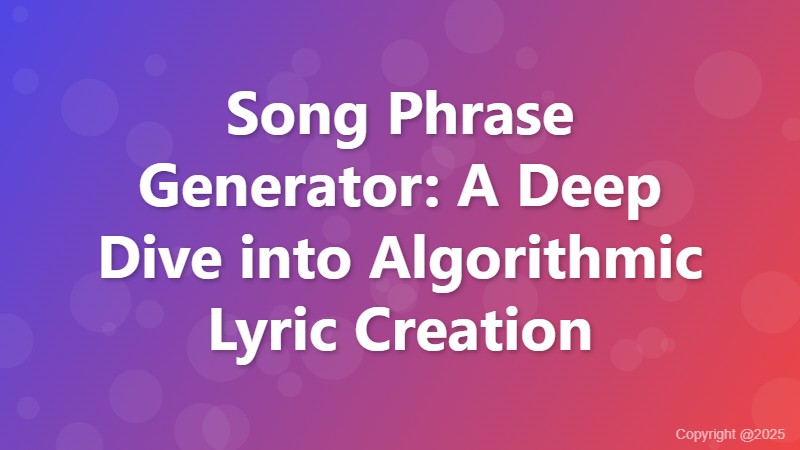 Song Phrase
Generator: A Deep
Dive into Algorithmic
Lyric Creation
Copyright @2025